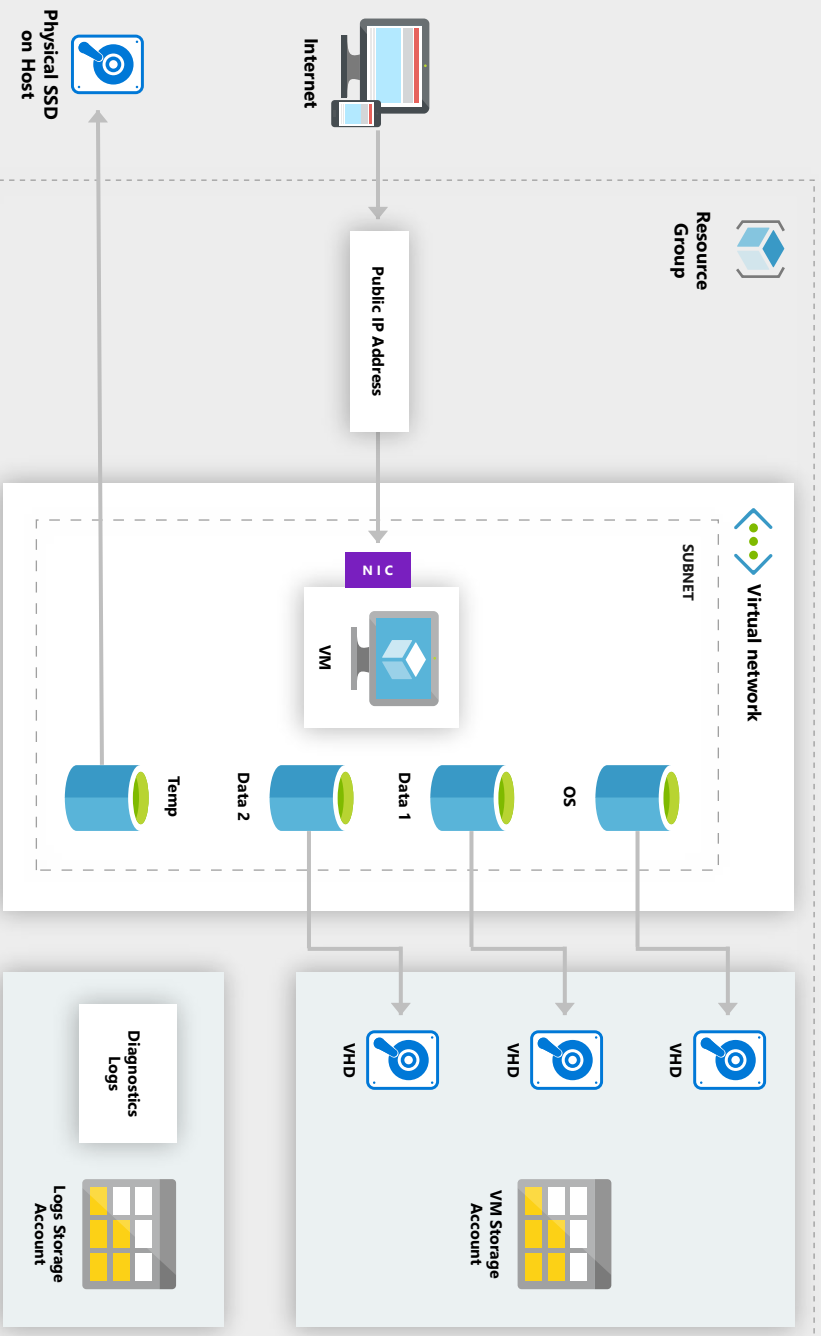 Resource
Group
Internet
Physical SSD
on Host
Public IP Address
Virtual network
SUBNET
NIC
VM
OS
Data 1
Data 2
Temp
VHD
VHD
VHD
VM Storage
Account
Diagnostics
Logs
Logs Storage
Account